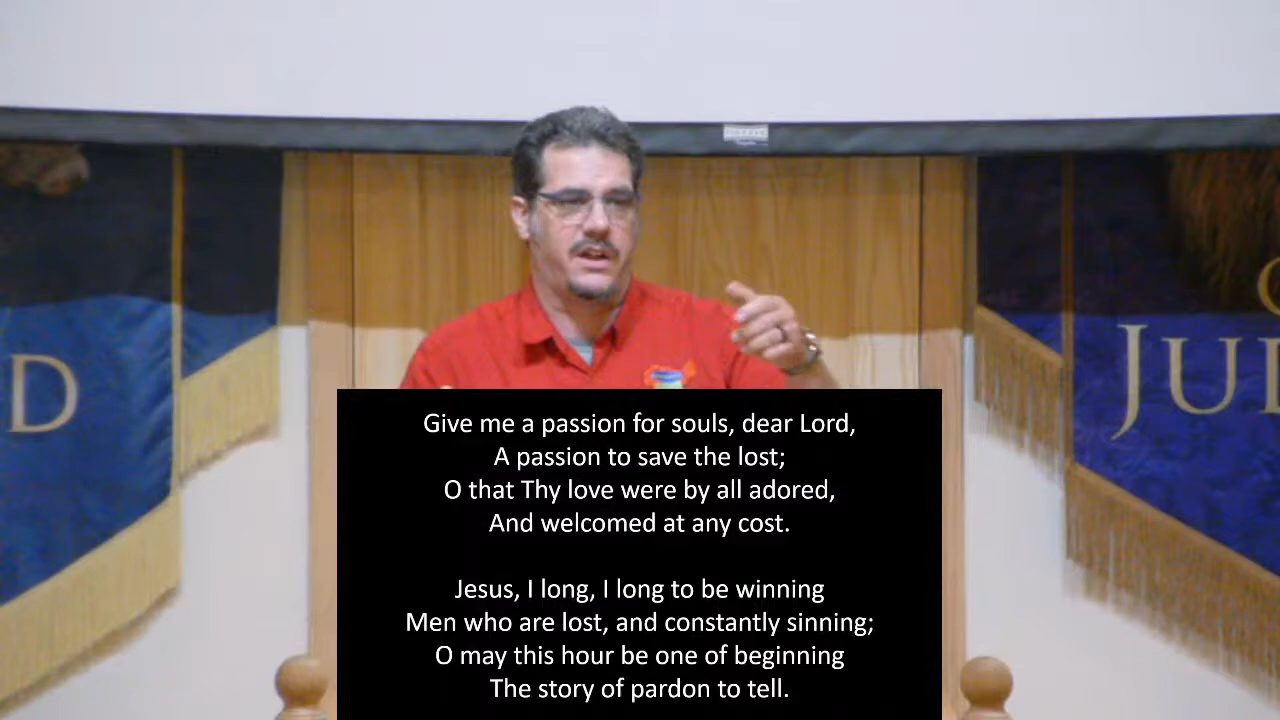 D
JU
Give me a passion for souls, dear Lord,
A passion to save the lost;
O that Thy love were by all adored,
And welcomed at any cost.
Jesus, I long, I long to be winning
Men who are lost, and constantly sinning;
O may this hour be one of beginning
The story of pardon to tell.